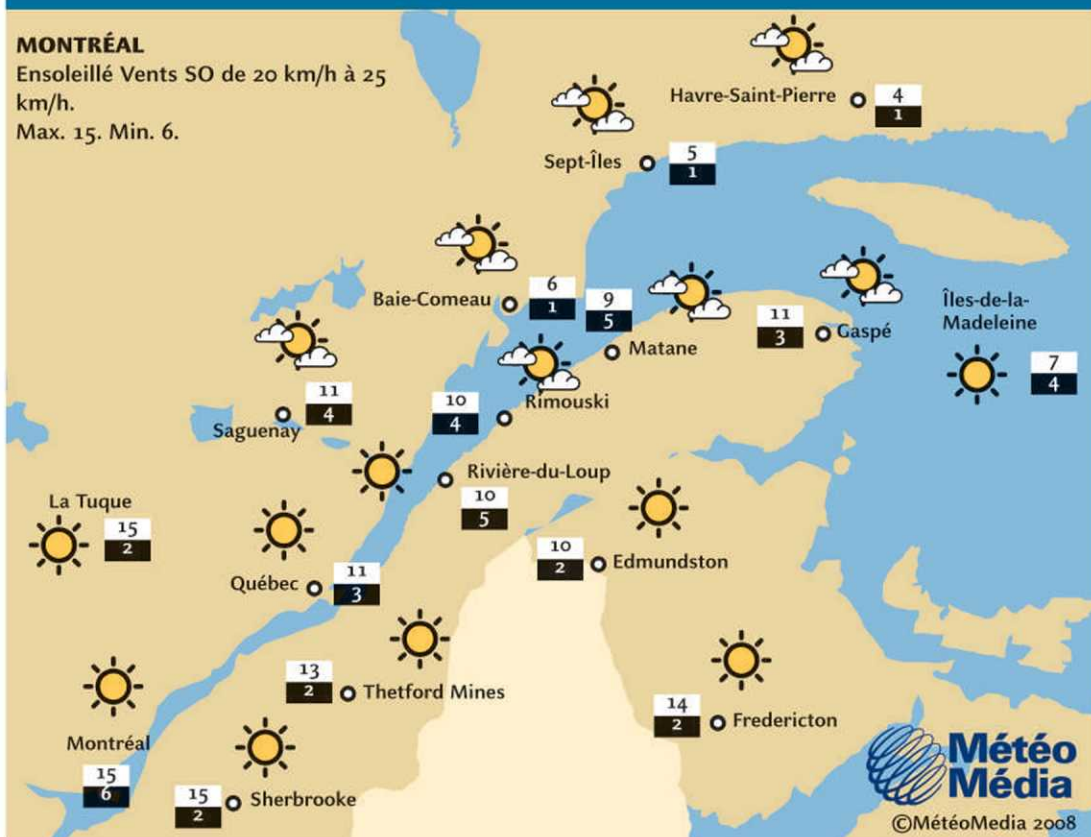 MONTRÉAL
Ensoleillé Vents SO de 20 km/h à 25
km/h.
Max. 15. Min. 6.
Havre-Saint-Pierre
4
1
Sept-Îles
5
1
Baie-Comeau
6
1
9
5
Matane
11
3
Gaspé
Îles-de-la-
Madeleine
7
4
11
4
Saguenay
10
4
Rimouski
Rivière-du-Loup
10
5
La Tuque
15
2
10
2
Edmundston
Québec
11
3
13
2
Thetford Mines
14
2
Fredericton
Montréal
15
6
15
2
Sherbrooke
Météo
Média
©MétéoMedia 2008